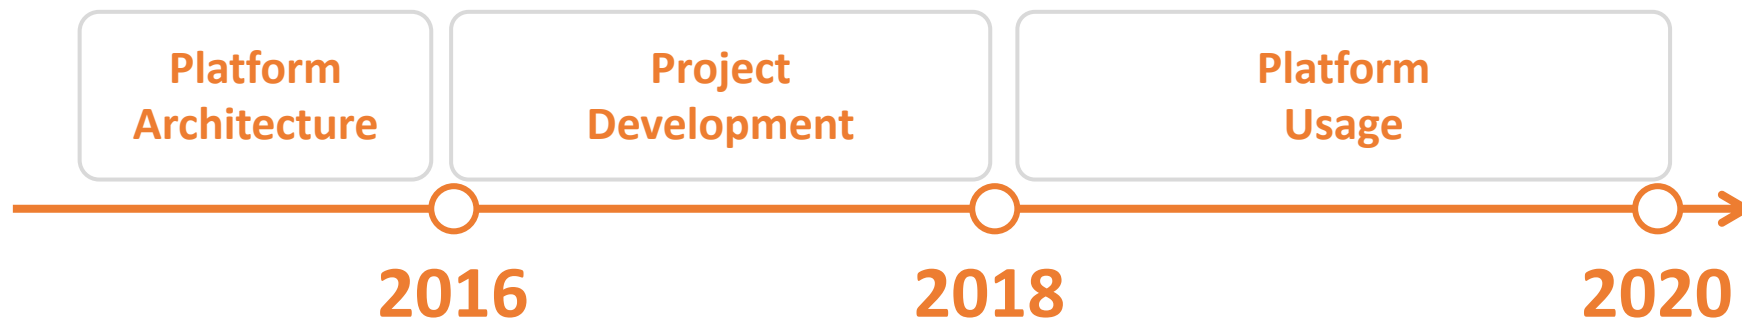 Platform
Architecture
Project
Development
Platform
Usage
2016
2018
2020